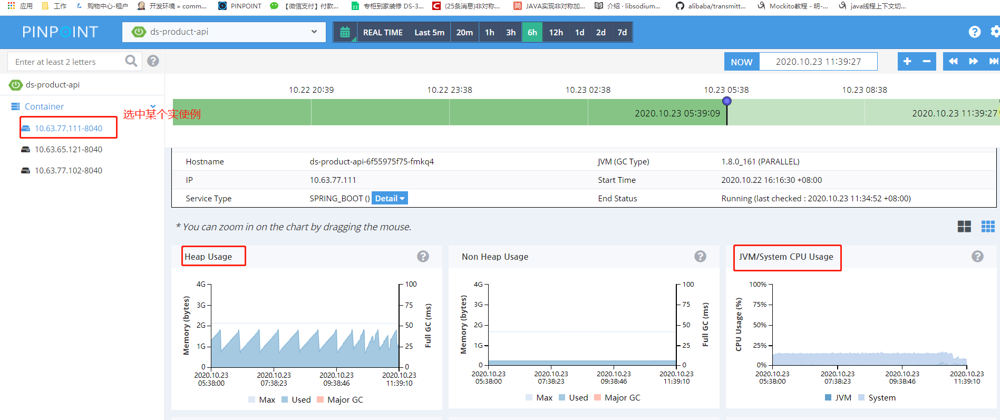 应用 工作 购物中心-租户 开发环境 » comm... PINPOINT 【微信支付】付款... 专柜到家装修 DS-3... (25条消息)非对称... JAVA实现非对称加... 介绍 · libsodium... alibaba/transmitt... Mockito教程 - 明-... java线程上下文切...
PINPOINT ds-product-api REAL TIME Last 5m 20m 1h 3h 6h 12h 1d 2d 7d
Enter at least 2 letters
NOW 2020.10.23 11:39:27
ds-product-api
10.22 20:39 10.22 23:38 10.23 02:38 10.23 05:38 10.23 08:38
Container
选中某个实使例
2020.10.23 05:39:09 2020.10.23 11:39:27
10.63.77.111-8040
10.63.65.121-8040
10.63.77.102-8040
Hostname ds-product-api-6f55975f75-fmkq4 JVM (GC Type) 1.8.0_161 (PARALLEL)
IP 10.63.77.111 Start Time 2020.10.22 16:16:30 +08:00
Service Type SPRING_BOOT () Detail End Status Running (last checked : 2020.10.23 11:34:52 +08:00)
* You can zoom in on the chart by dragging the mouse.
Heap Usage
Memory (bytes)
4G
3G
2G
1G
0
100
75
50
25
0
Full GC (ms)
2020.10.23 2020.10.23 2020.10.23 2020.10.23
05:38:00 07:38:23 09:38:46 11:39:10
Max Used Major GC
Non Heap Usage
Memory (bytes)
4G
3G
2G
1G
0
100
75
50
25
0
Full GC (ms)
2020.10.23 2020.10.23 2020.10.23 2020.10.23
05:38:00 07:38:23 09:38:46 11:39:10
Max Used Major GC
JVM/System CPU Usage
CPU Usage (%)
100%
75%
50%
25%
0%
2020.10.23 2020.10.23 2020.10.23 2020.10.23
05:38:00 07:38:23 09:38:46 11:39:10
JVM System